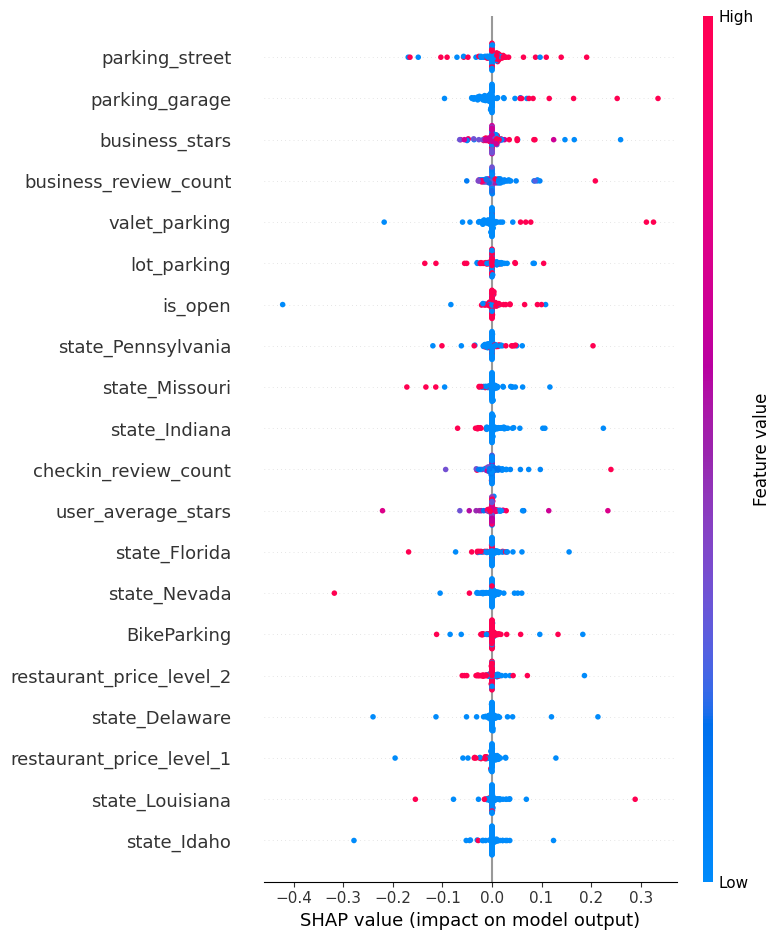 High
parking_street
parking_garage
business_stars
business_review_count
valet_parking
lot_parking
is_open
state_Pennsylvania
state_Missouri
state_Indiana
checkin_review_count
user_average_stars
state_Florida
state_Nevada
BikeParking
restaurant_price_level_2
state_Delaware
restaurant_price_level_1
state_Louisiana
state_Idaho
Feature value
Low
−0.4 −0.3 −0.2 −0.1 0.0 0.1 0.2 0.3
SHAP value (impact on model output)